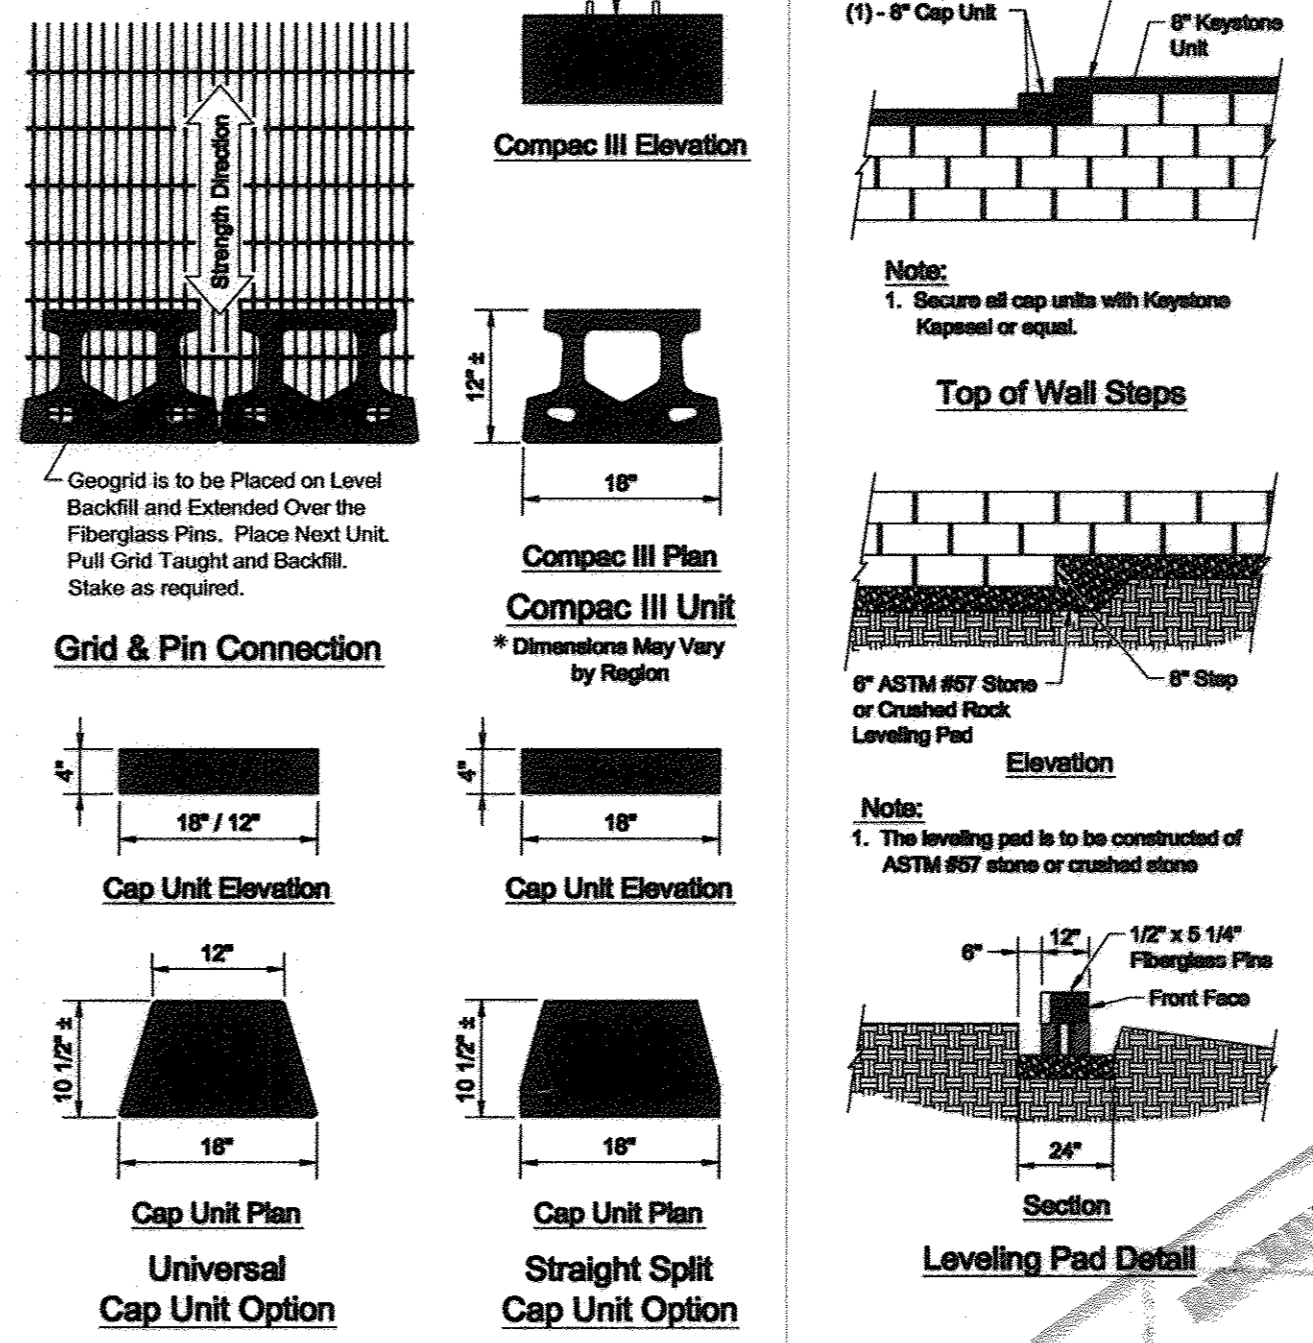 Strength Direction
Geogrid is to be Placed on Level
Backfill and Extended Over the
Fiberglass Pins. Place Next Unit.
Pull Grid Taught and Backfill.
Stake as required.
Grid & Pin Connection
Compac III Elevation
12" ±
18"
Compac III Plan
Compac III Unit
* Dimensions May Vary
by Region
4"
18" / 12"
Cap Unit Elevation
12"
10 1/2" ±
18"
Cap Unit Plan
Universal
Cap Unit Option
4"
18"
Cap Unit Elevation
10 1/2" ±
18"
Cap Unit Plan
Straight Split
Cap Unit Option
(1) - 8" Cap Unit
8" Keystone
Unit
Note:
1. Secure all cap units with Keystone
Kapseal or equal.
Top of Wall Steps
6" ASTM #57 Stone
or Crushed Rock
Leveling Pad
8" Step
Elevation
Note:
1. The leveling pad is to be constructed of
ASTM #57 stone or crushed stone
6"
12"
1/2" x 5 1/4"
Fiberglass Pins
Front Face
24"
Section
Leveling Pad Detail